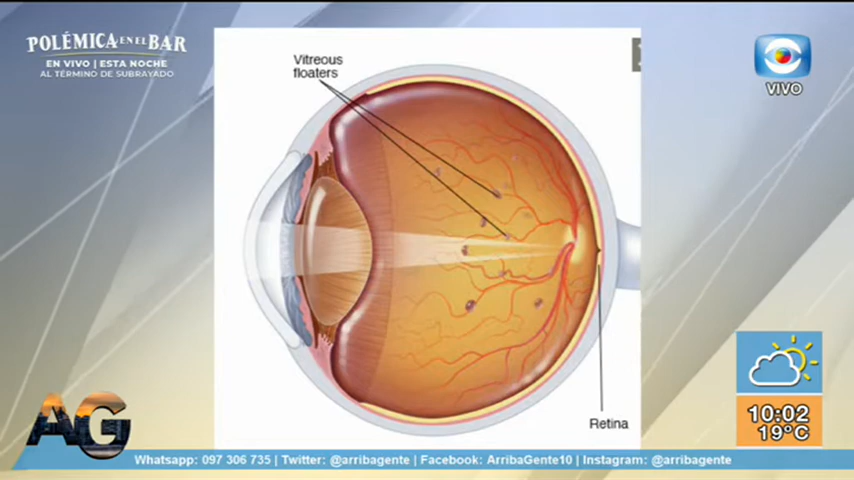 POLÉMICA EN EL BAR
EN VIVO | ESTA NOCHE
AL TÉRMINO DE SUBRAYADO
VIVO
Vitreous
floaters
Retina
AG
10:02
19°C
Whatsapp: 097 306 735 | Twitter: @arribagente | Facebook: ArribaGente10 | Instagram: @arribagente